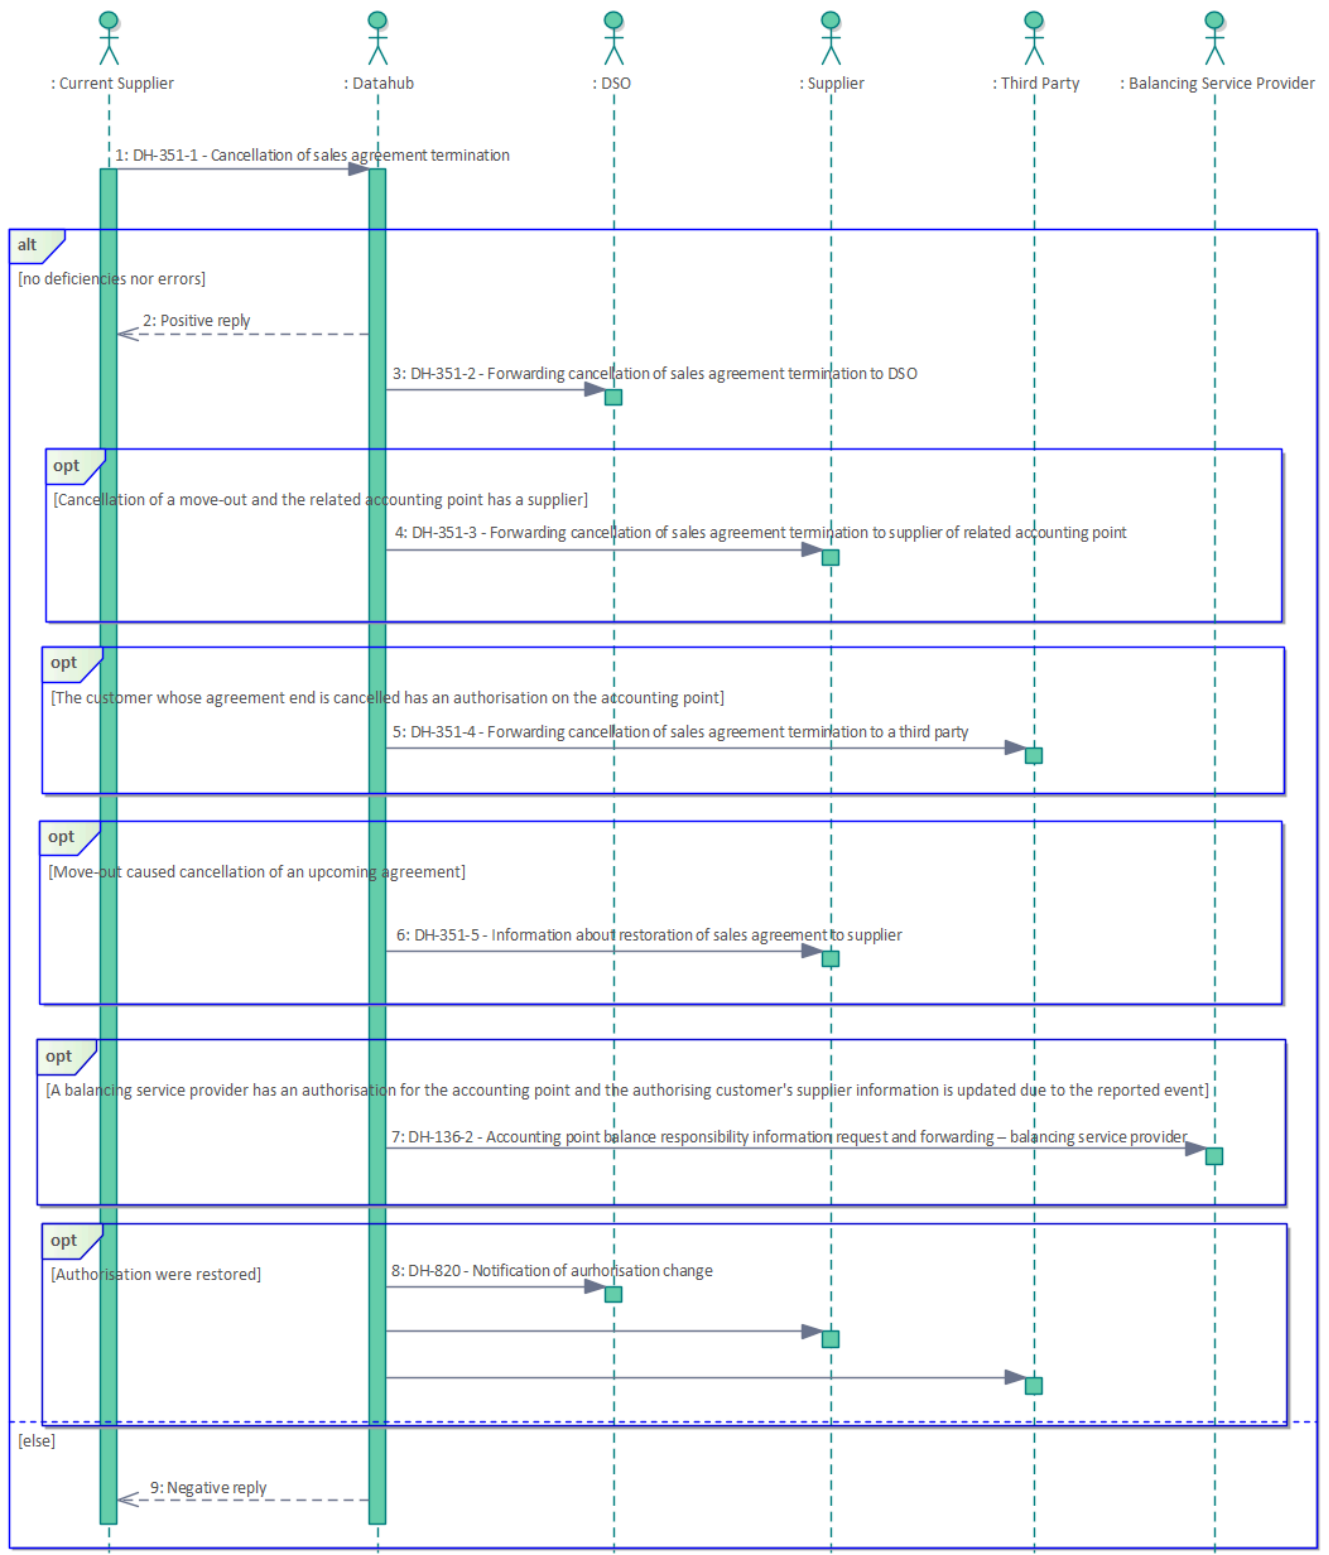 : Current Supplier
: Datahub
: DSO
: Supplier
: Third Party
: Balancing Service Provider
1: DH-351-1 - Cancellation of sales agreement termination
alt
[no deficiencies nor errors]
2: Positive reply
3: DH-351-2 - Forwarding cancellation of sales agreement termination to DSO
opt
[Cancellation of a move-out and the related accounting point has a supplier]
4: DH-351-3 - Forwarding cancellation of sales agreement termination to supplier of related accounting point
opt
[The customer whose agreement end is cancelled has an authorisation on the accounting point]
5: DH-351-4 - Forwarding cancellation of sales agreement termination to a third party
opt
[Move-out caused cancellation of an upcoming agreement]
6: DH-351-5 - Information about restoration of sales agreement to supplier
opt
[A balancing service provider has an authorisation for the accounting point and the authorising customer's supplier information is updated due to the reported event]
7: DH-136-2 - Accounting point balance responsibility information request and forwarding – balancing service provider
opt
[Authorisation were restored]
8: DH-820 - Notification of aurhorisation change
[else]
9: Negative reply